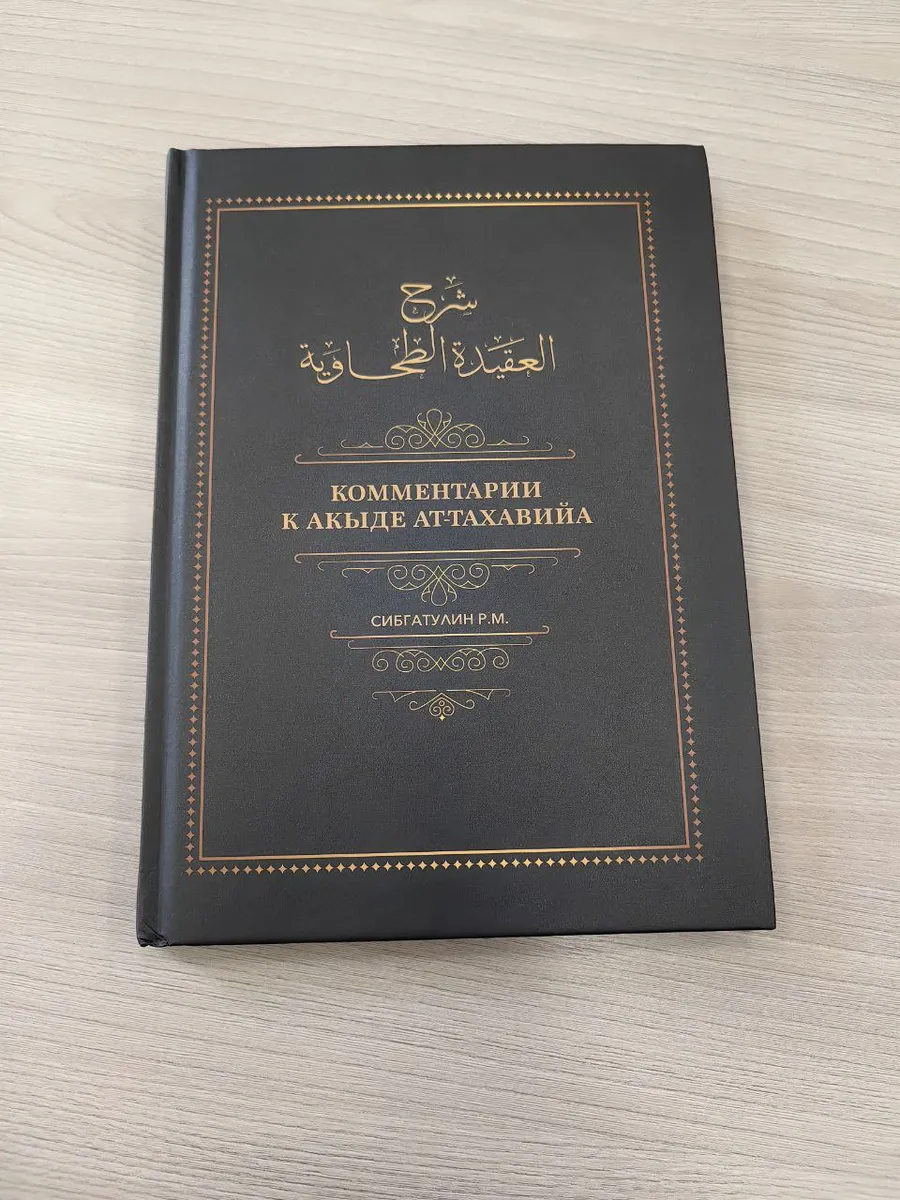 شرح
العقيدة الطحاوية
КОММЕНТАРИИ
К АКЫДЕ АТ-ТАХАВИЙА
СИБГАТУЛИН Р.М.